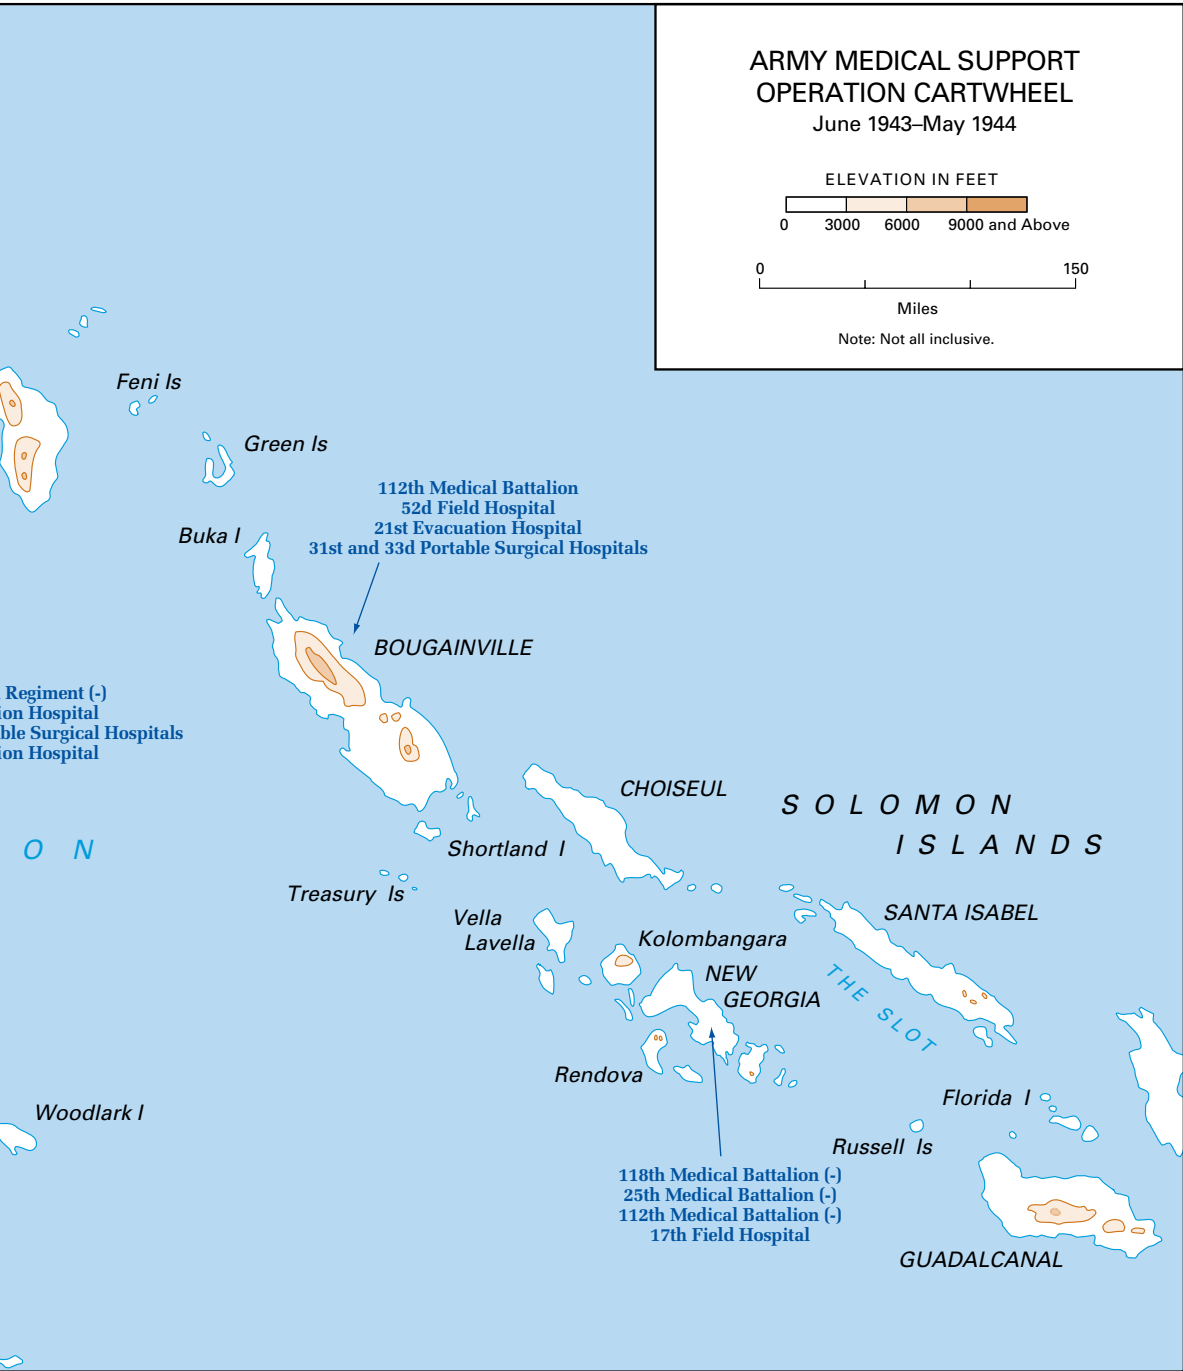 ARMY MEDICAL SUPPORT
OPERATION CARTWHEEL
June 1943–May 1944
ELEVATION IN FEET
0 3000 6000 9000 and Above
0 150
Miles
Note: Not all inclusive.
Feni Is
Green Is
112th Medical Battalion
52d Field Hospital
21st Evacuation Hospital
31st and 33d Portable Surgical Hospitals
Buka I
BOUGAINVILLE
Regiment (-)
ion Hospital
ble Surgical Hospitals
ion Hospital
CHOISEUL
SOLOMON
ISLANDS
O N
Shortland I
Treasury Is
Vella
Lavella
SANTA ISABEL
Kolombangara
NEW
GEORGIA
THE SLOT
Rendova
Woodlark I
Florida I
Russell Is
118th Medical Battalion (-)
25th Medical Battalion (-)
112th Medical Battalion (-)
17th Field Hospital
GUADALCANAL